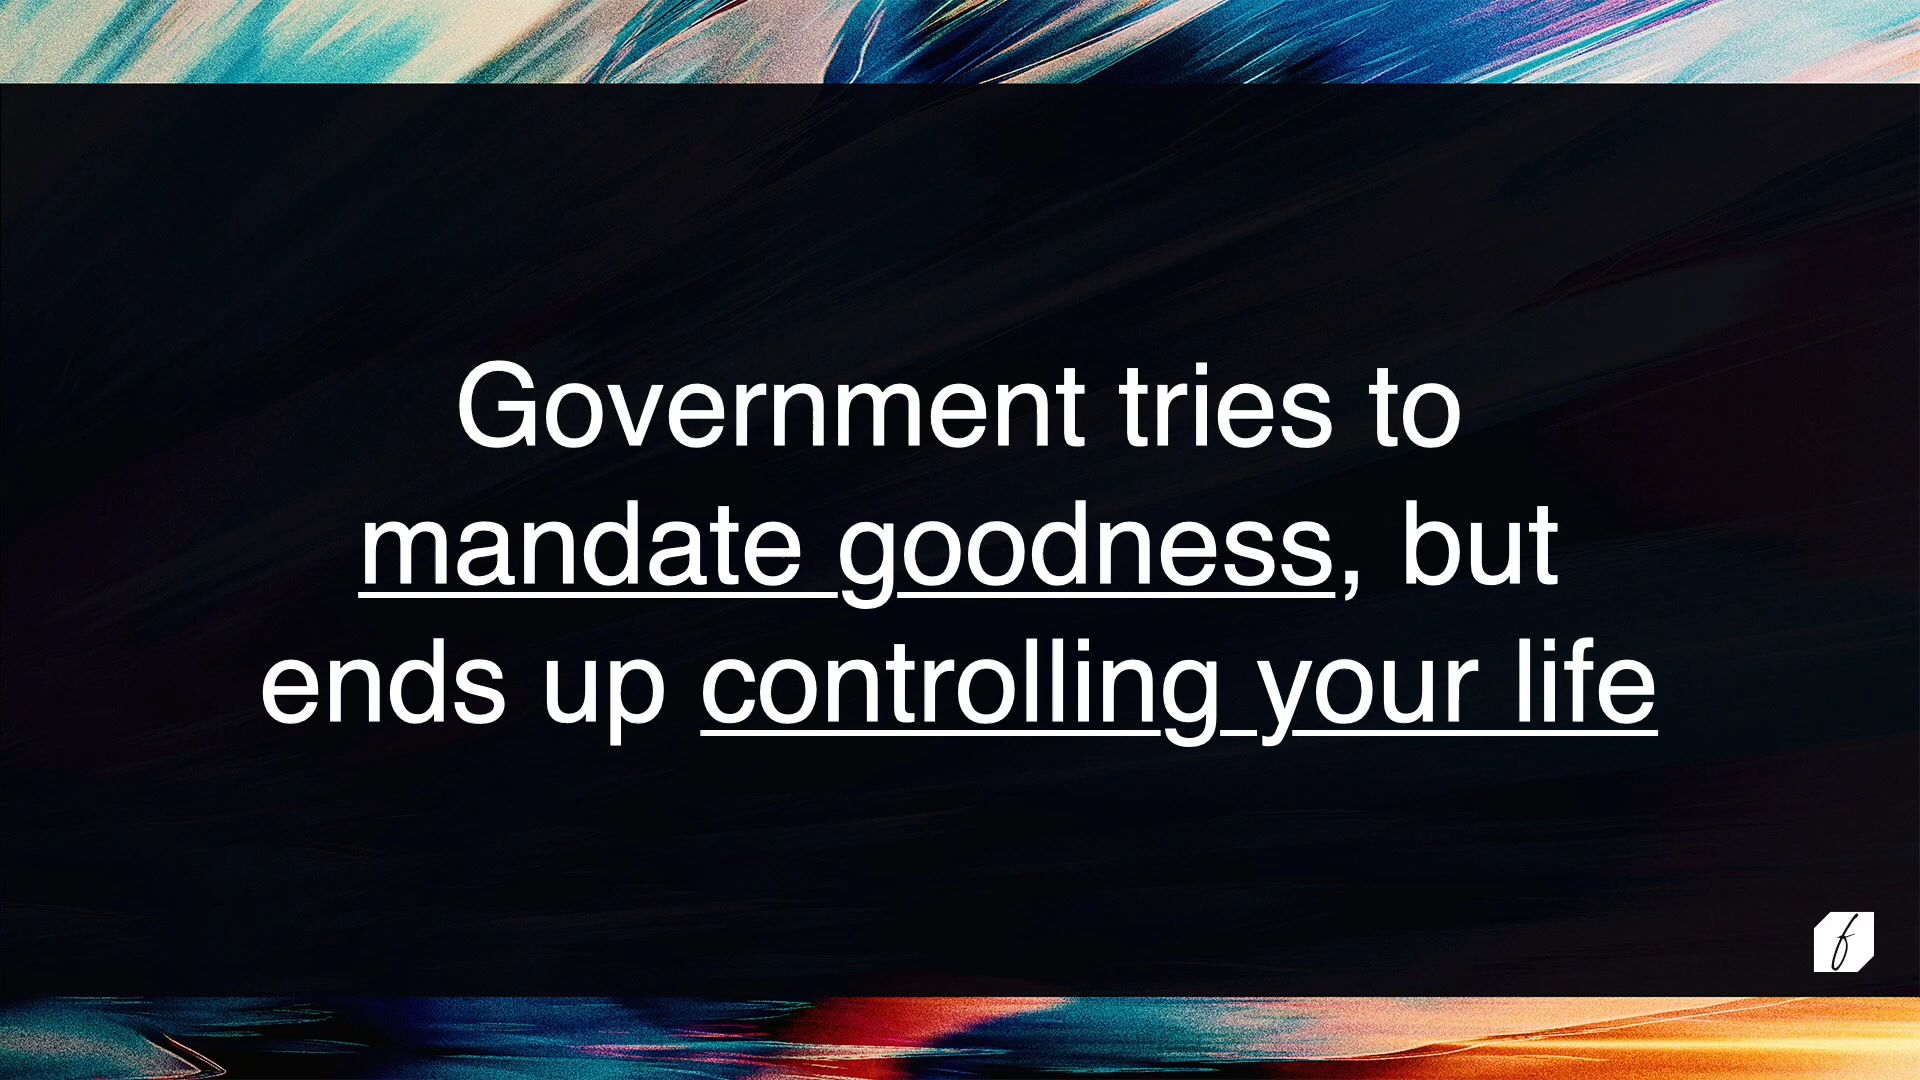 Government tries to
mandate goodness, but
ends up controlling your life
f